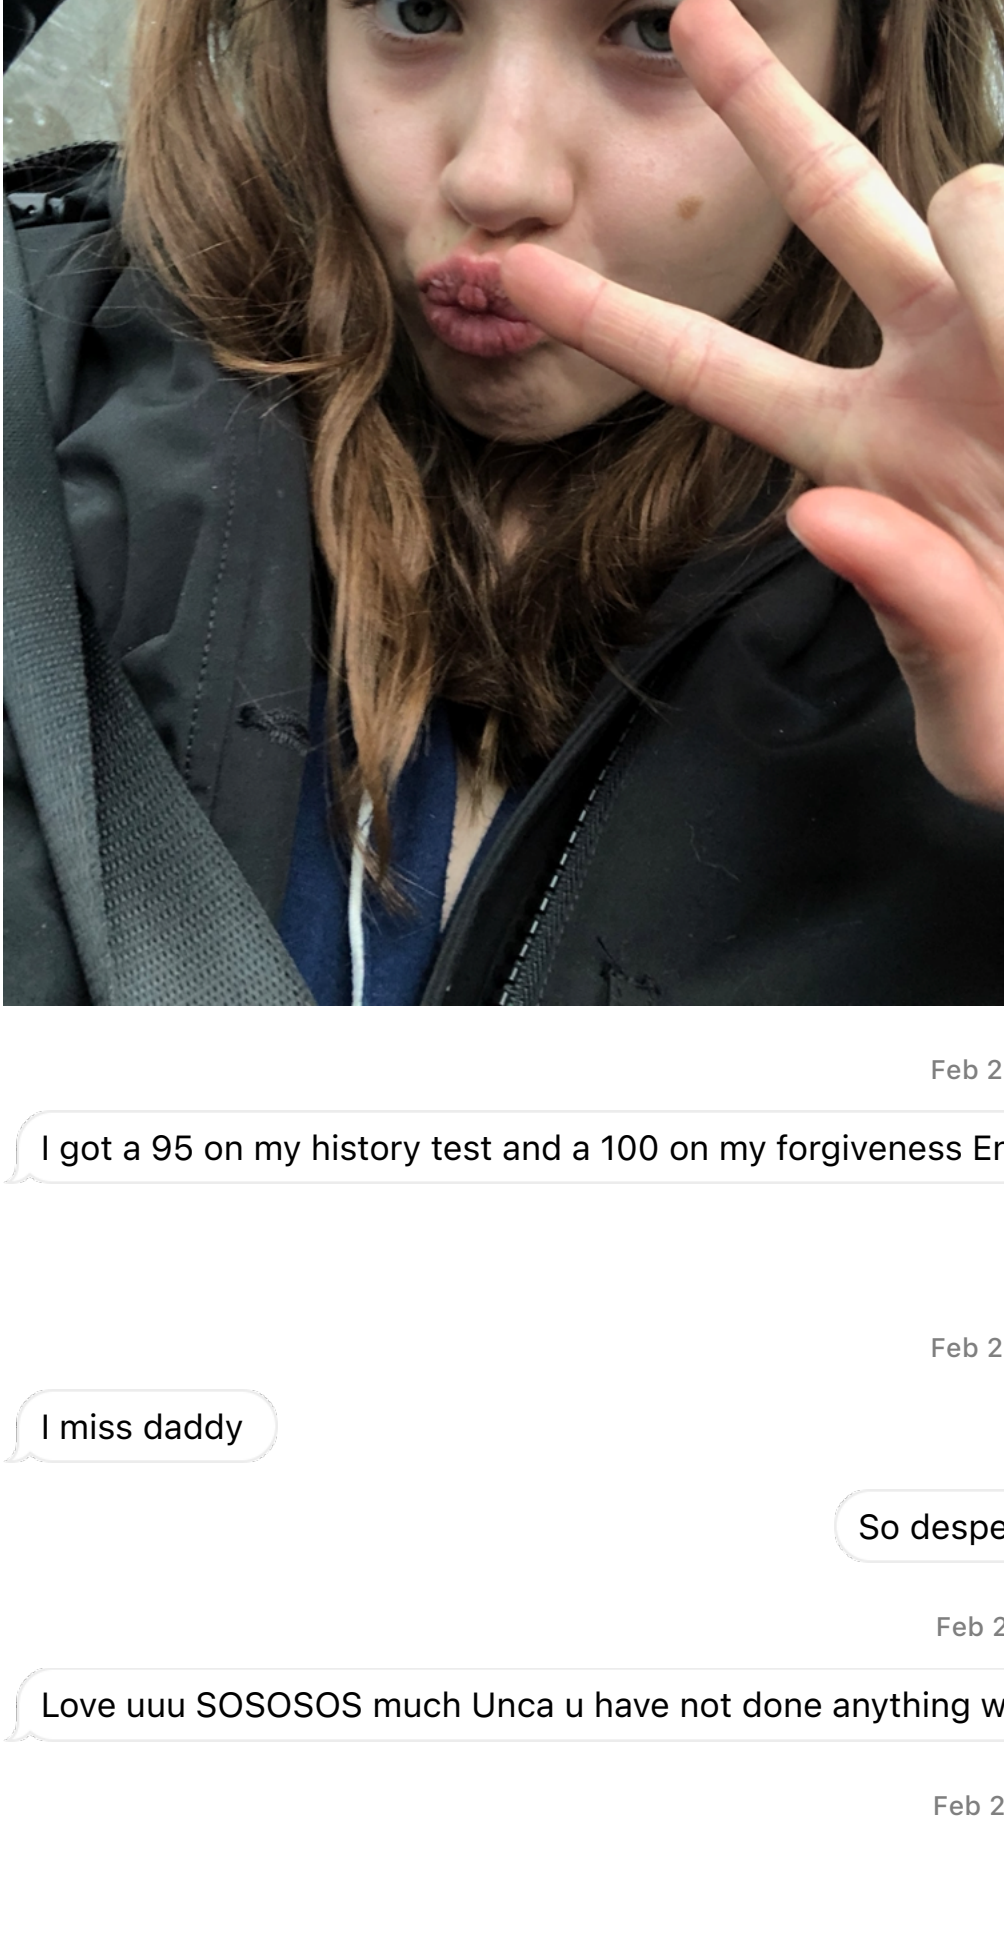 Feb 2
I got a 95 on my history test and a 100 on my forgiveness
Feb 2
I miss daddy
So
Feb 2
Love uuu SOSOSOS much Unca u have not done anything
Feb 2